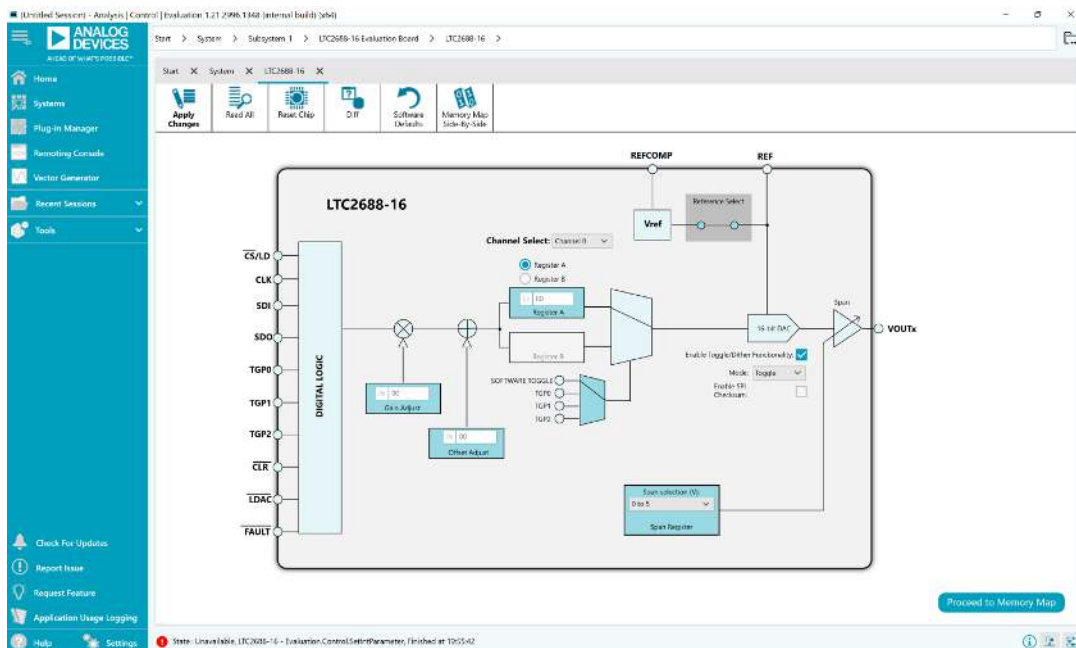 (Untitled Session) - Analysis | Control | Evaluation 1.21.2996.1348 (internal build) (x64)
ANALOG
DEVICES
AHEAD OF WHAT'S POSSIBLE™
Start > System > Subsystem 1 > LTC2688-16 Evaluation Board > LTC2688-16 >
Home
Systems
Plug-in Manager
Remoting Console
Vector Generator
Recent Sessions
Tools
Start X System X LTC2688-16 X
Apply
Changes
Read All
Reset Chip
Diff
Software
Defaults
Memory Map
Side-By-Side
REFCOMP
REF
LTC2688-16
Vref
Reference Select
Channel Select: Channel 0
Register A
Register B
00
Register A
Register B
CS/LD
CLK
SDI
SDO
TGP0
TGP1
TGP2
CLR
LDAC
FAULT
DIGITAL LOGIC
00
Gain Adjust
00
Offset Adjust
SOFTWARE TOGGLE
TGP0
TGP1
TGP2
16-bit DAC
Span
VOUTx
Enable Toggle/Dither Functionality:
Mode: Toggle
Enable SPI
Checksum:
Span selection (V):
0 to 5
Span Register
Proceed to Memory Map
Check For Updates
Report Issue
Request Feature
Application Usage Logging
Help Settings
State: Unavailable, LTC2688-16 - Evaluation.Control.SetIntParameter, Finished at 10:55:42